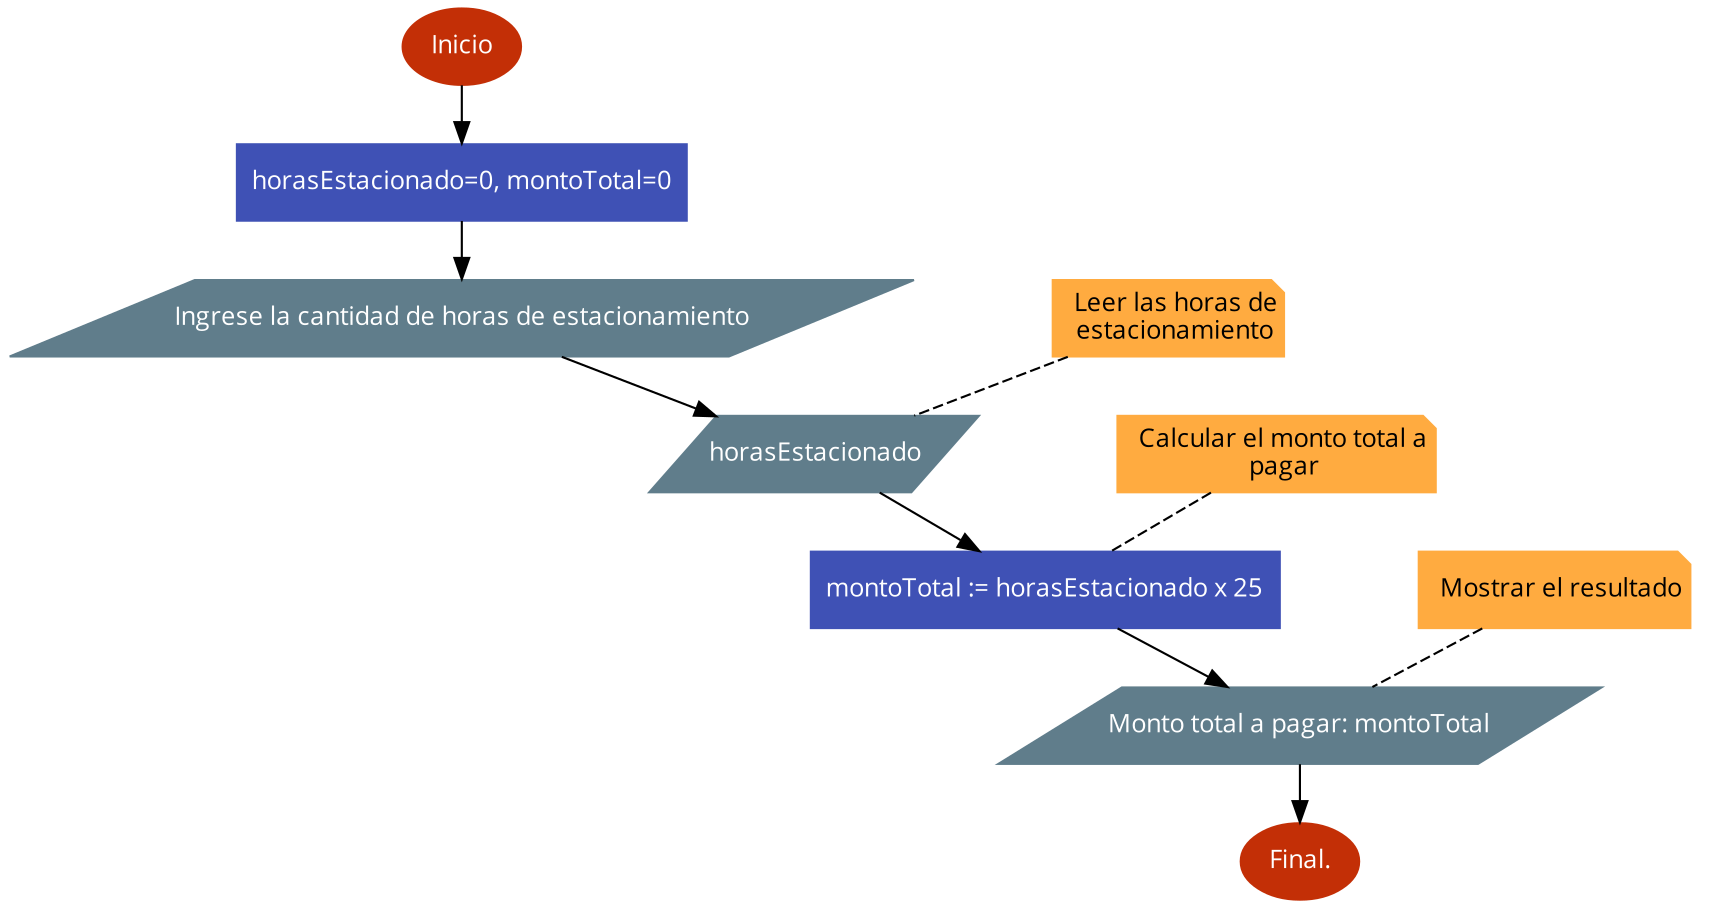 Inicio
horasEstacionado=0, montoTotal=0
Ingrese la cantidad de horas de estacionamiento
Leer las horas de
estacionamiento
horasEstacionado
Calcular el monto total a
pagar
montoTotal := horasEstacionado x 25
Mostrar el resultado
Monto total a pagar: montoTotal
Final.